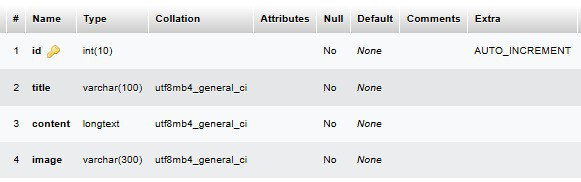 # Name Type Collation Attributes Null Default Comments Extra
1 id int(10) No None AUTO_INCREMENT
2 title varchar(100) utf8mb4_general_ci No None
3 content longtext utf8mb4_general_ci No None
4 image varchar(300) utf8mb4_general_ci No None